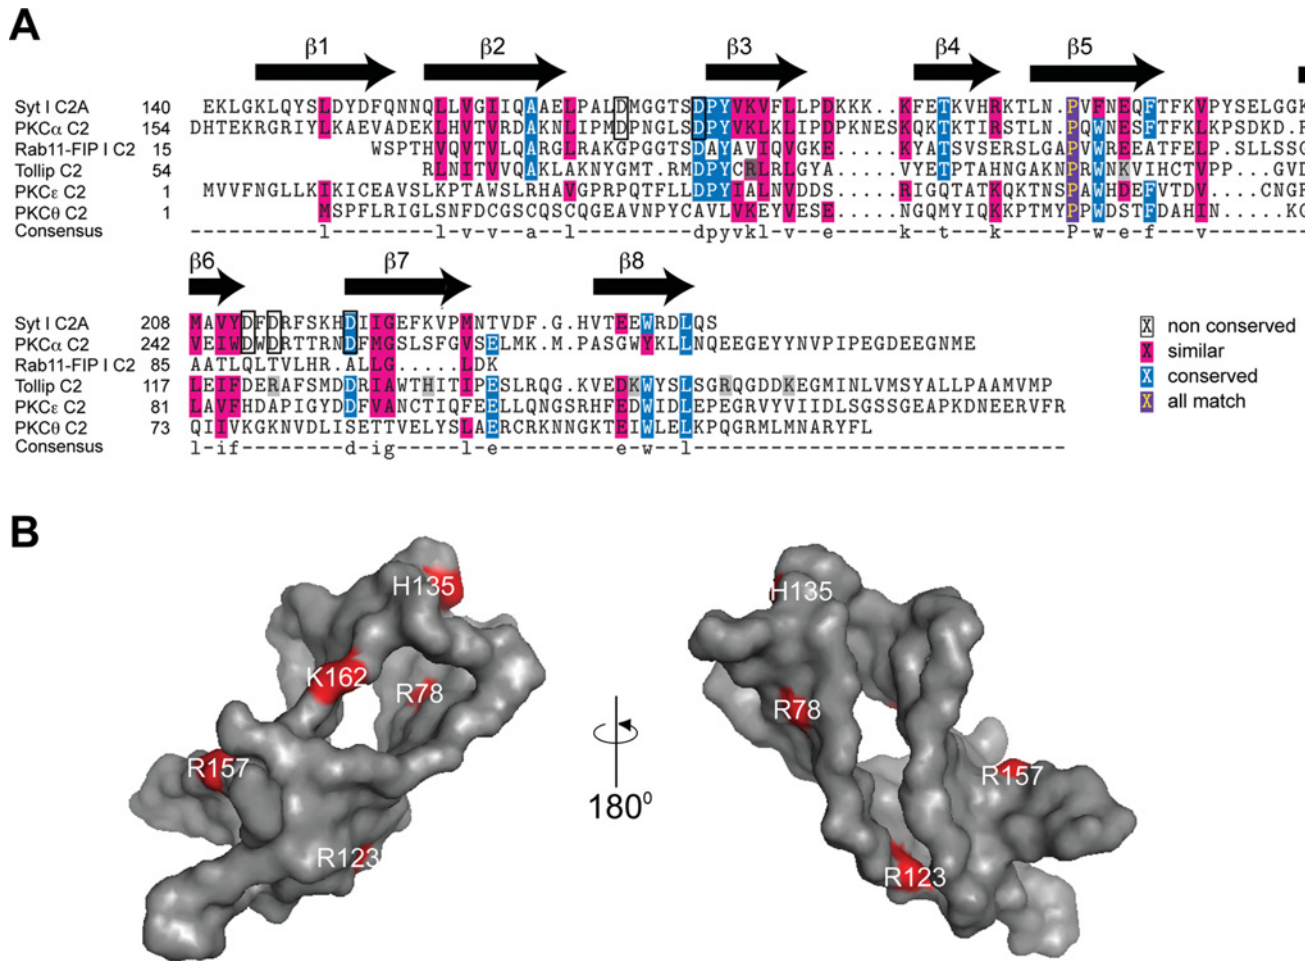 A
β1 β2 β3 β4 β5
Syt I C2A 140 EKLGKLQYSLDYDFQNNQLLVGIIQAAELPALDMGGTSDPYVKVFLLPDKKK..KFETKVHRKTLN.PVFNEQFTFKVPYSELGGK
PKCα C2 154 DHTEKRGRIYLKAEVADEKLHVTVRDAKNLIPMDPNGLSDPYVKLKLIPDPKNESKQKTKTIRSTLN.PQWNESFTFKLKPSDKD.R
Rab11-FIP I C2 15 WSPTHVQVTVLQARGLRAKGPGGTSDAYAVIQVGKE.....KYATSVSERSLGAPVWREEATFELPSLLSSG
Tollip C2 54 RLNITVVQAKLAKNYGMT.RMDPYCRLRLGYA.....VYETPTAHNGAKNPRWNKVIHCTVPP...GVD
PKCε C2 1 MVVFNGLLKIKICEAVSLKPTAWSLRHAVGPRPQTFLLDPYIALNVDDS....RIGQTATKQKTNSPAWHDEFVTDV....CNGR
PKCθ C2 1 MSPFLRIGLSNFDCGSCQSCQGEAVNPYCAVLVKEYVESE.....NGQMYIQKKPTMYPPWDSTFDAHIN.....KG
Consensus ----------l--------l-v--v--a--l---------dpyvkl-v--e-----k--t---k-----P-w-e-f---v-------
β6 β7 β8
Syt I C2A 208 MAVYDFDRFSKHDIIGEFKVPMNTVDF.G.HVTEEWRDLQS
PKCα C2 242 VEIWDWDRTTRNDFMGSLSFGVSELMK.M.PASGWYKLLNQEEGEYYNVPIPEGDEEGNME
Rab11-FIP I C2 85 AATLQLTVLHR.ALLG.....LDK
Tollip C2 117 LEIFDERAFSMDDRIAWTHITIPESLRQG.KVEDKWYSLSGRQGDDKEGMINLVMSYALLPAAMVMP
PKCε C2 81 LAVFHDAPIGYDDFVANCTIQFEELLQNGSRHFEDWIDLEPEGRVYVIIDLSGSSGEAPKDNEERVFR
PKCθ C2 73 QIIVKGKNVDLISETTVELYSLAERCRKNNGKTEIWLELKPQGRMLMNARYFL
Consensus l-if--------d-ig-----l-e---------e-w--l-----------------------------
X non conserved
X similar
X conserved
X all match
B
H135 H135
K162 R78 R78
R157 R157
180⁰
R123 R123